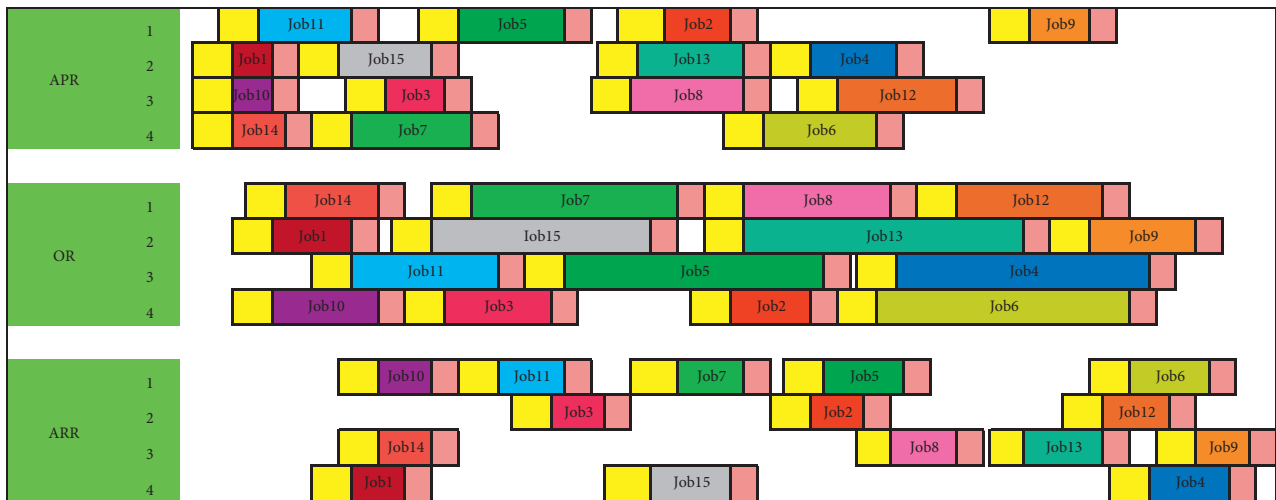 1 Job11 Job5 Job2 Job9
2 Job1 Job15 Job13 Job4
APR
3 Job10 Job3 Job8 Job12
4 Job14 Job7 Job6
1 Job14 Job7 Job8 Job12
2 Job1 Iob15 Job13 Job9
OR
3 Job11 Job5 Job4
4 Job10 Job3 Job2 Job6
1 Job10 Job11 Job7 Job5 Job6
2 Job3 Job2 Job12
ARR
3 Job14 Job8 Job13 Job9
4 Job1 Job15 Job4